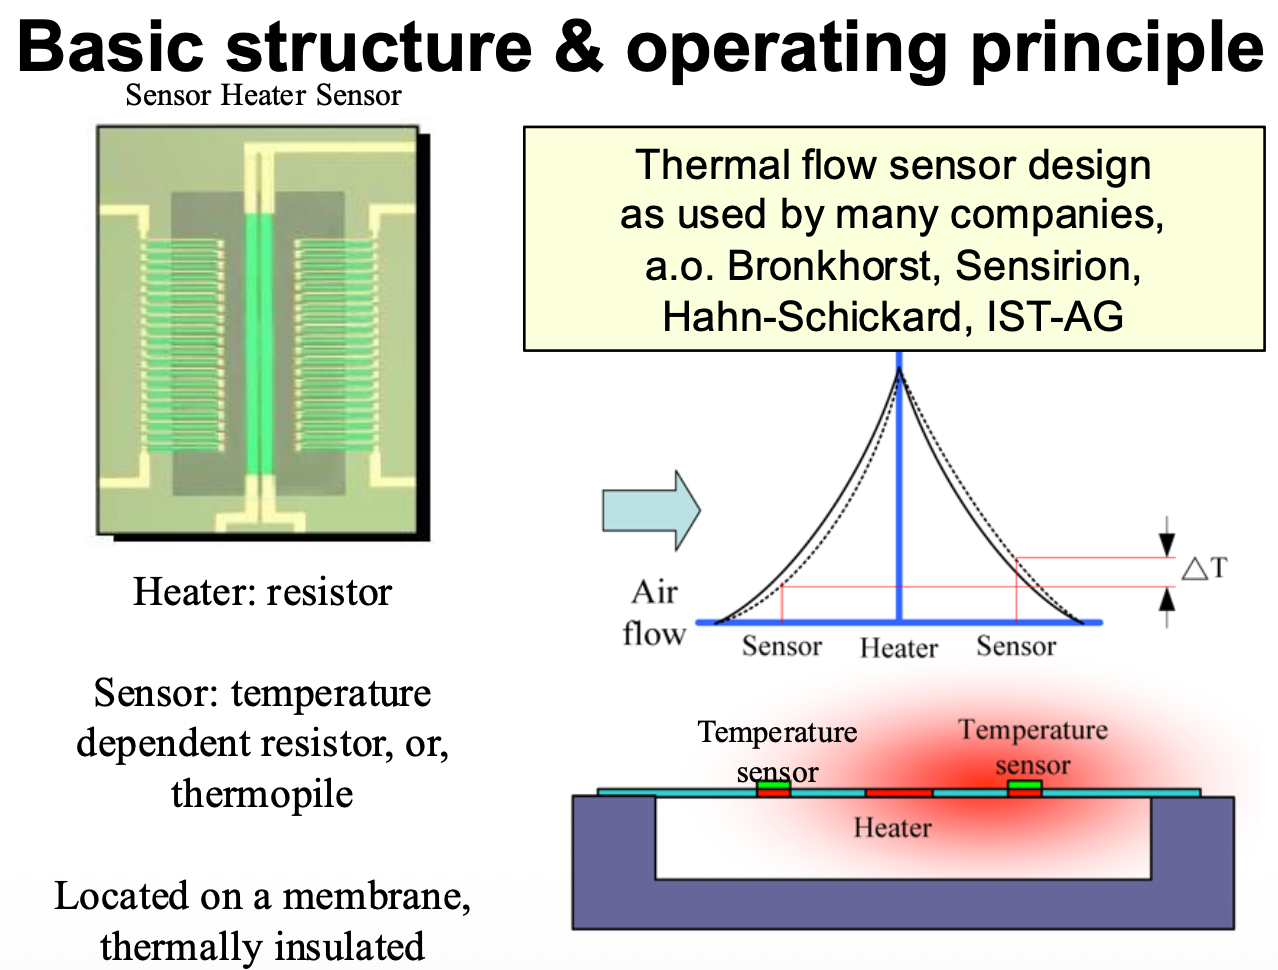 Basic structure & operating principle
Sensor Heater Sensor
Thermal flow sensor design
as used by many companies,
a.o. Bronkhorst, Sensirion,
Hahn-Schickard, IST-AG
Heater: resistor
Sensor: temperature
dependent resistor, or,
thermopile
Located on a membrane,
thermally insulated
Air
flow
△T
Sensor Heater Sensor
Temperature
sensor
Temperature
sensor
Heater